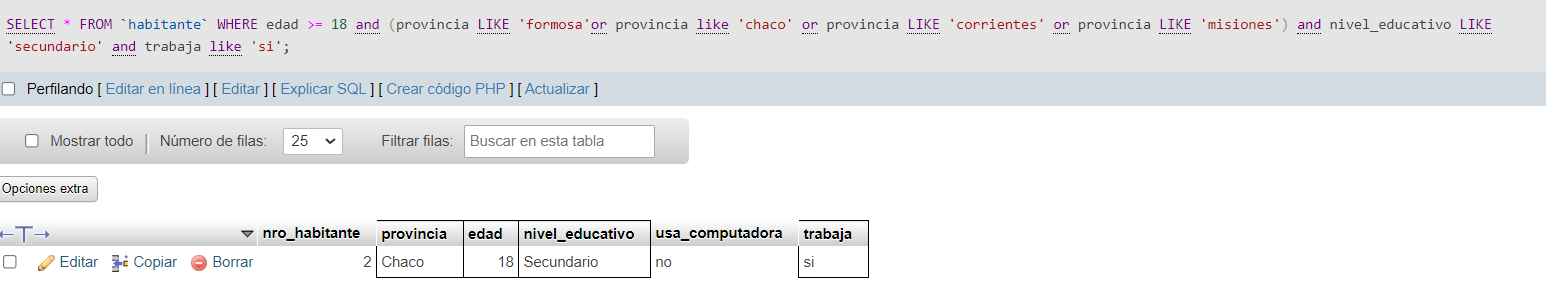 SELECT * FROM `habitante` WHERE edad >= 18 and (provincia LIKE 'formosa'or provincia like 'chaco' or provincia LIKE 'corrientes' or provincia LIKE 'misiones') and nivel_educativo LIKE
'secundario' and trabaja like 'si';
Perfilando [ Editar en línea ] [ Editar ] [ Explicar SQL ] [ Crear código PHP ] [ Actualizar ]
Mostrar todo Número de filas: 25 Filtrar filas: Buscar en esta tabla
Opciones extra
←T→ nro_habitante provincia edad nivel_educativo usa_computadora trabaja
Editar Copiar Borrar 2 Chaco 18 Secundario no si